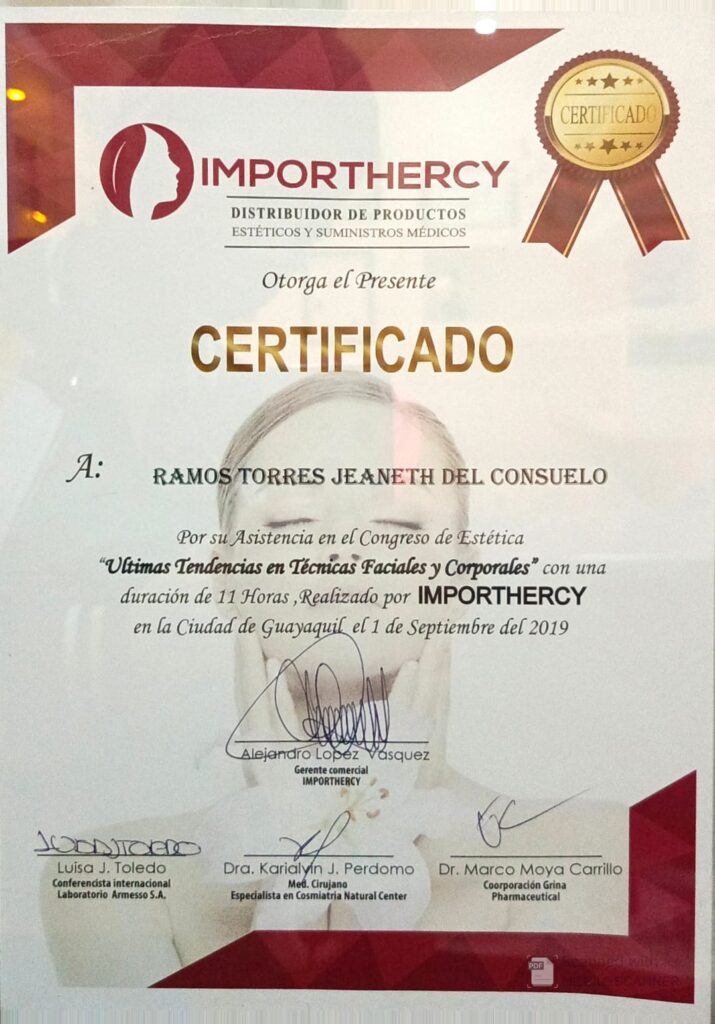 IMPORTHERCY
DISTRIBUIDOR DE PRODUCTOS
ESTÉTICOS Y SUMINISTROS MÉDICOS
CERTIFICADO
Otorga el Presente
CERTIFICADO
A: RAMOS TORRES JEANETH DEL CONSUELO
Por su Asistencia en el Congreso de Estética
“Ultimas Tendencias en Técnicas Faciales y Corporales” con una
duración de 11 Horas ,Realizado por IMPORTHERCY
en la Ciudad de Guayaquil, el 1 de Septiembre del 2019
Alejandro Lopez Vasquez
Gerente comercial
IMPORTHERCY
Luisa J. Toledo
Conferencista internacional
Laboratorio Armesso S.A.
Dra. Karialvin J. Perdomo
Med. Cirujano
Especialista en Cosmiatria Natural Center
Dr. Marco Moya Carrillo
Coorporación Grina
Pharmaceutical
PDF